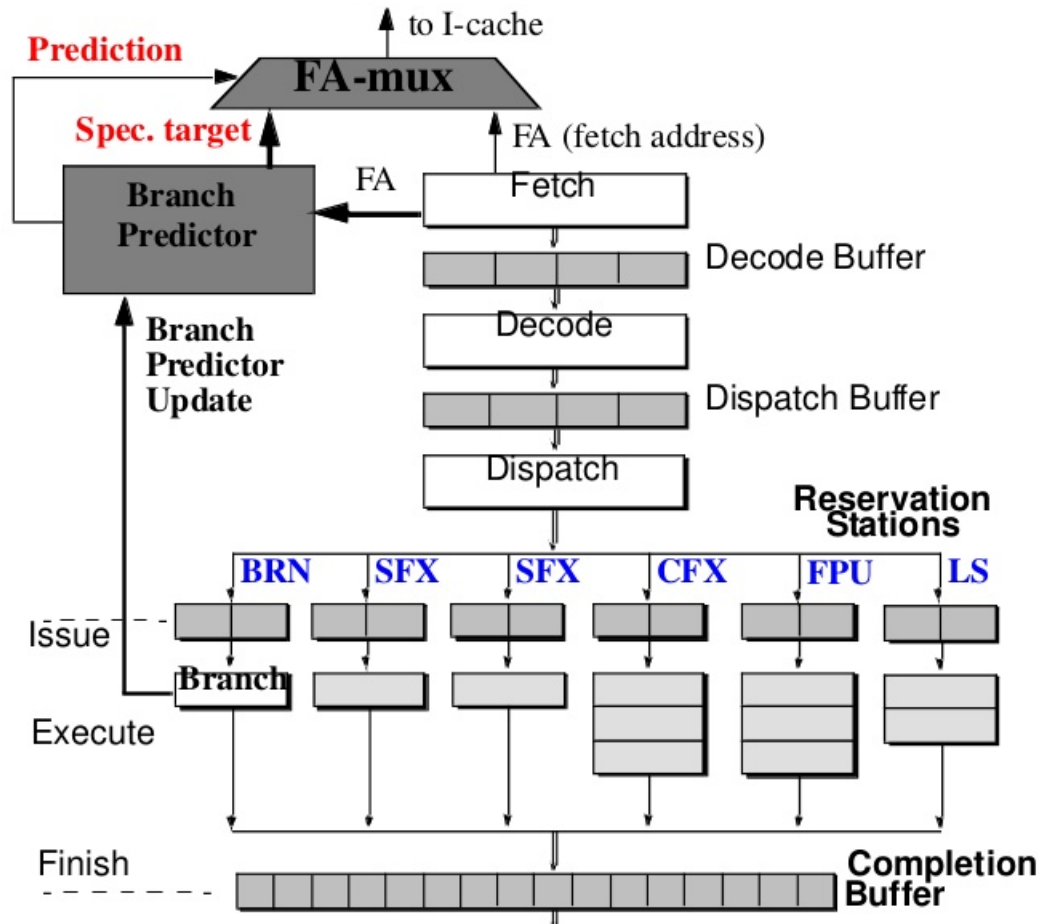 to I-cache
Prediction
FA-mux
Spec. target
FA (fetch address)
FA
Fetch
Branch
Predictor
Decode Buffer
Decode
Branch
Predictor
Update
Dispatch Buffer
Dispatch
Reservation
Stations
BRN SFX SFX CFX FPU LS
Issue
Branch
Execute
Finish
Completion
Buffer